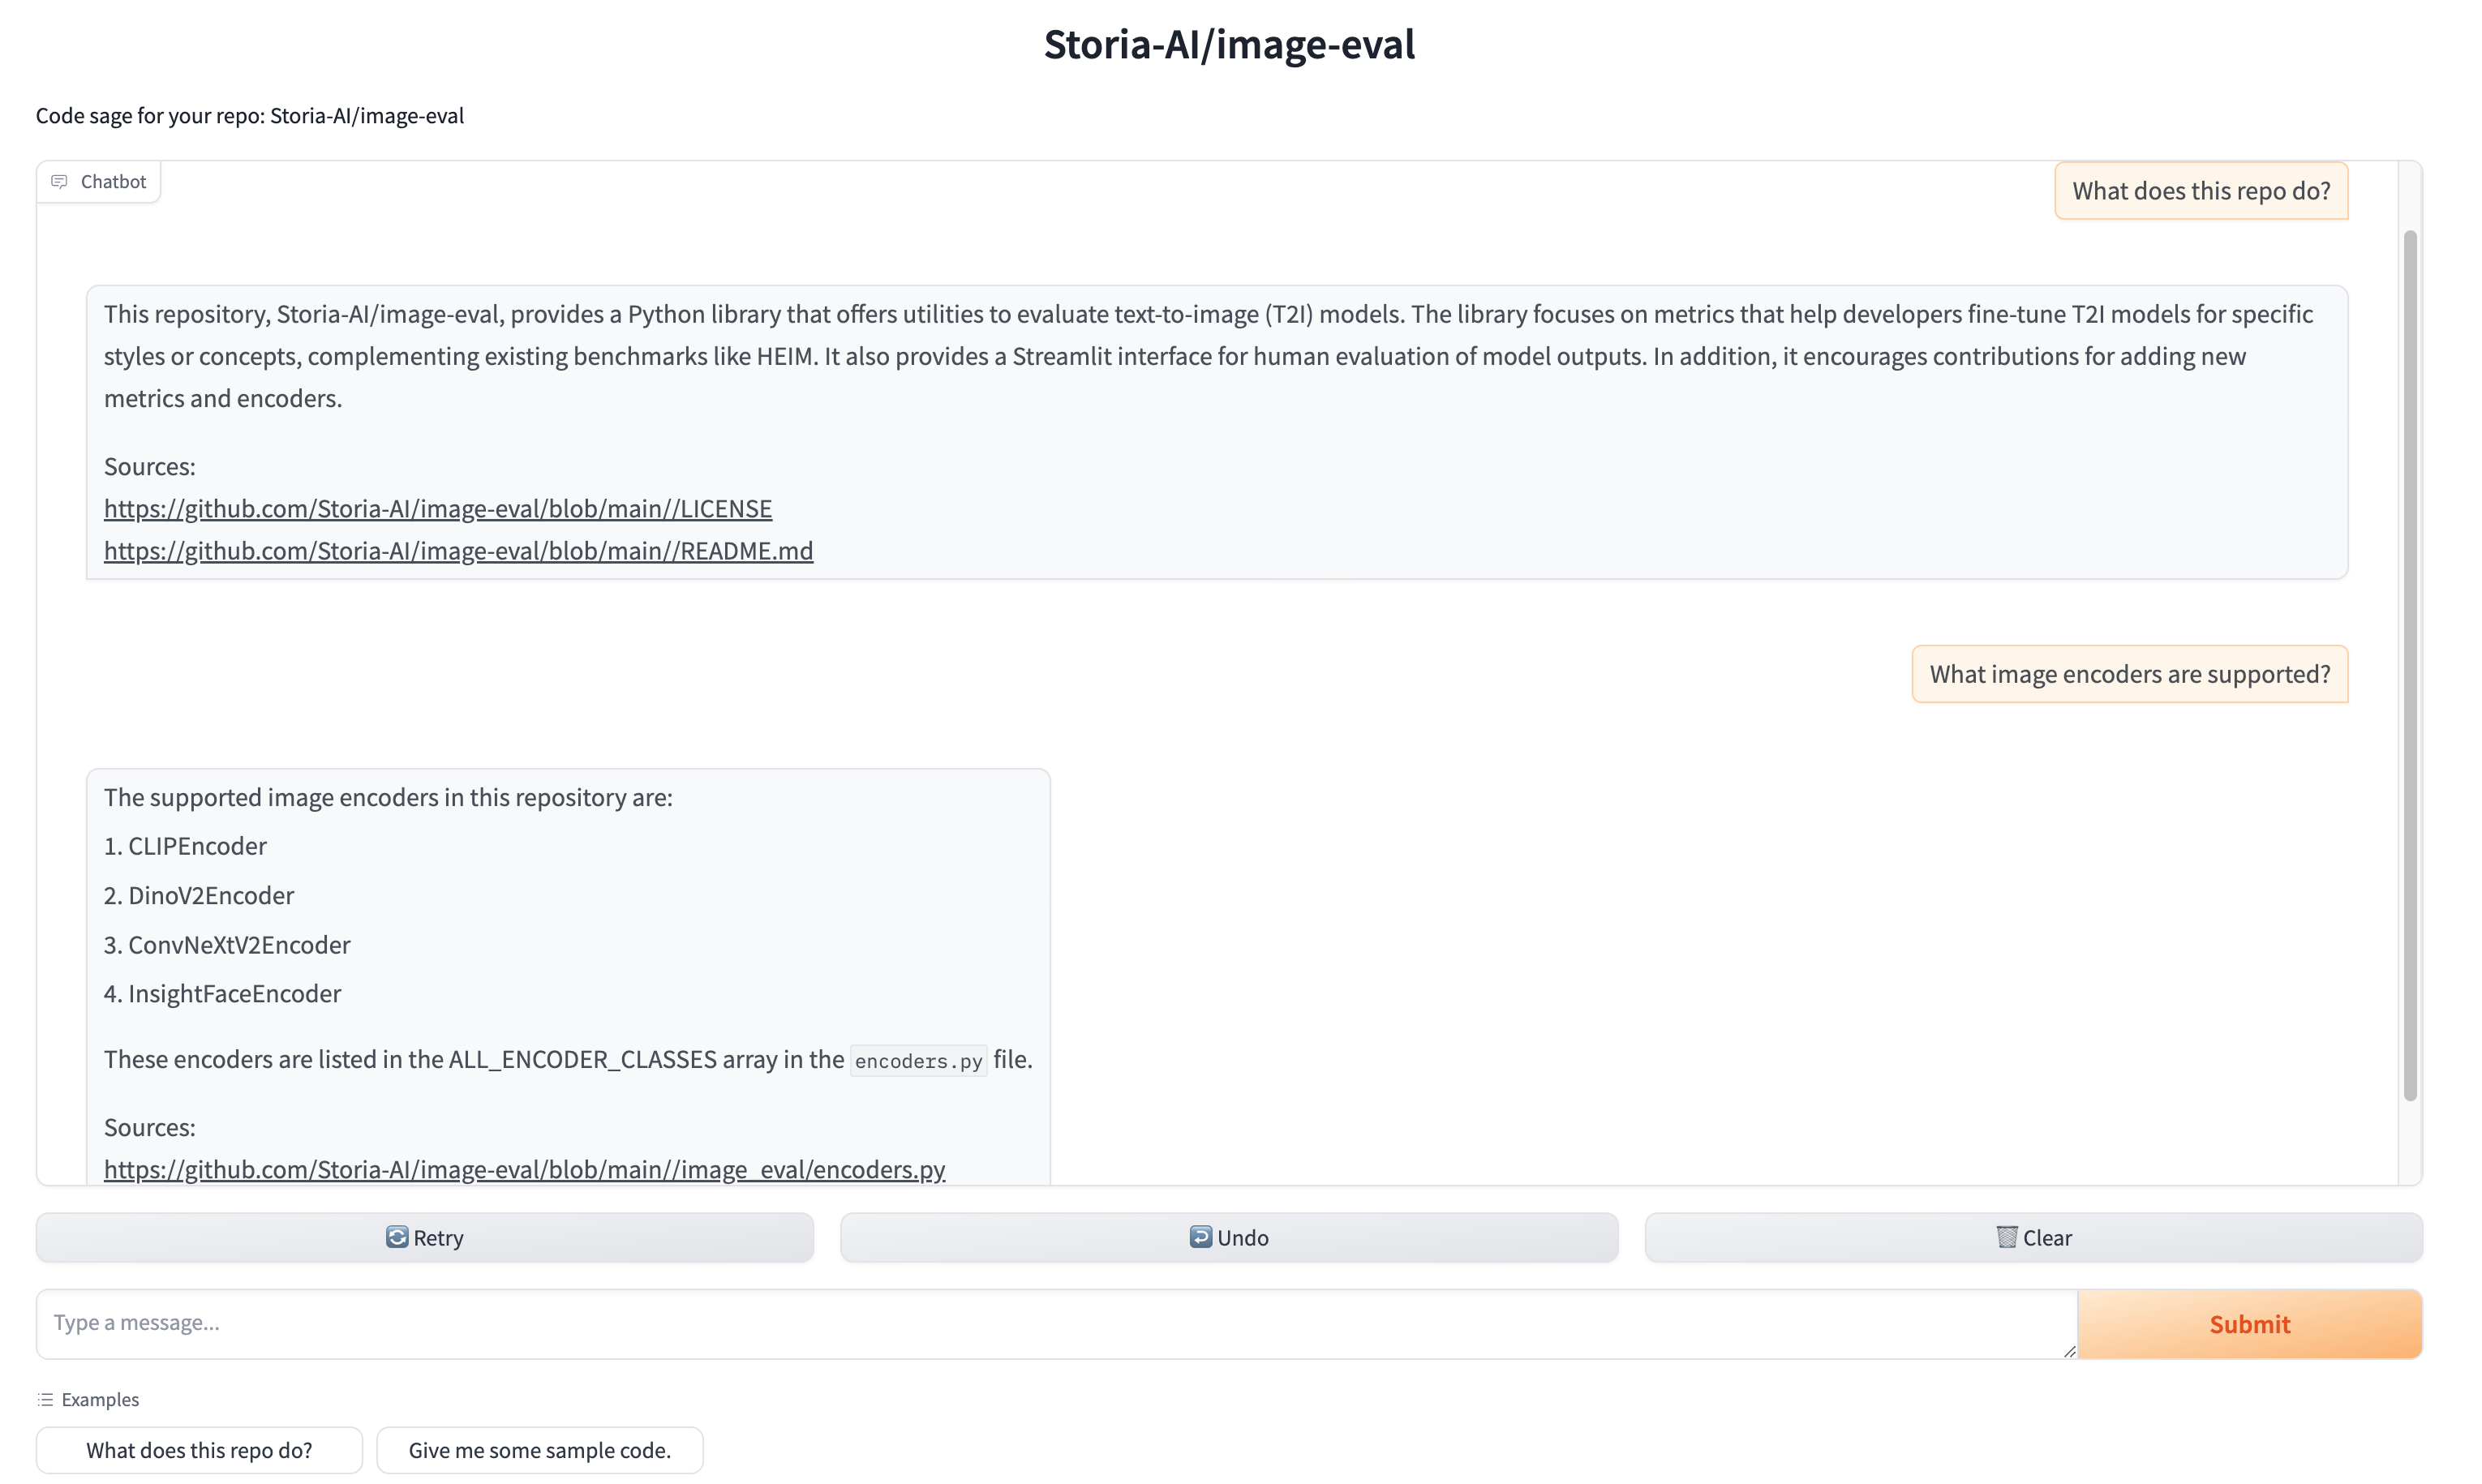 Storia-AI/image-eval
Code sage for your repo: Storia-AI/image-eval
Chatbot
What does this repo do?
This repository, Storia-AI/image-eval, provides a Python library that offers utilities to evaluate text-to-image (T2I) models. The library focuses on metrics that help developers fine-tune T2I models for specific
styles or concepts, complementing existing benchmarks like HEIM. It also provides a Streamlit interface for human evaluation of model outputs. In addition, it encourages contributions for adding new
metrics and encoders.
Sources:
https://github.com/Storia-AI/image-eval/blob/main//LICENSE
https://github.com/Storia-AI/image-eval/blob/main//README.md
What image encoders are supported?
The supported image encoders in this repository are:
1. CLIPEncoder
2. DinoV2Encoder
3. ConvNeXtV2Encoder
4. InsightFaceEncoder
These encoders are listed in the ALL_ENCODER_CLASSES array in the encoders.py file.
Sources:
https://github.com/Storia-AI/image-eval/blob/main//image_eval/encoders.py
Retry
Undo
Clear
Type a message...
Submit
Examples
What does this repo do?
Give me some sample code.